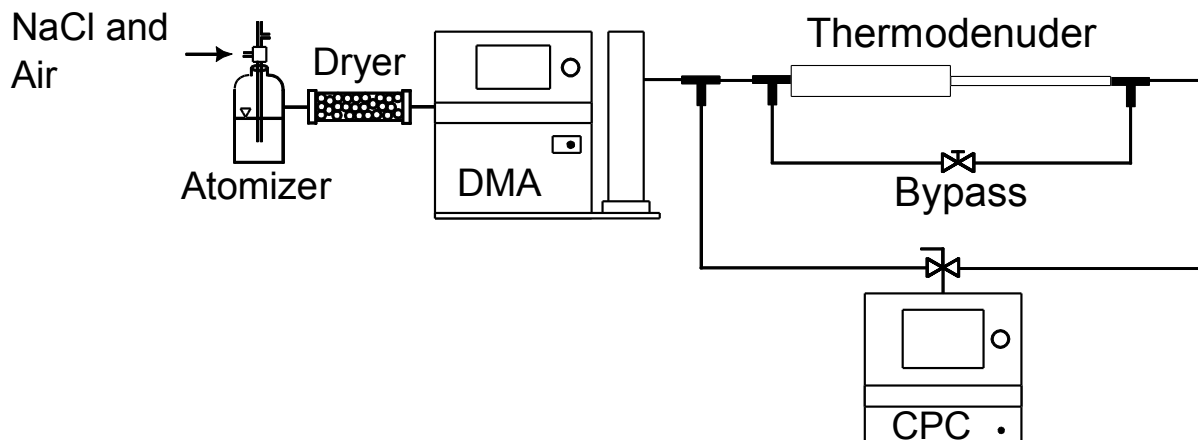 NaCl and
Air
Dryer
Thermodenuder
Atomizer
DMA
Bypass
CPC